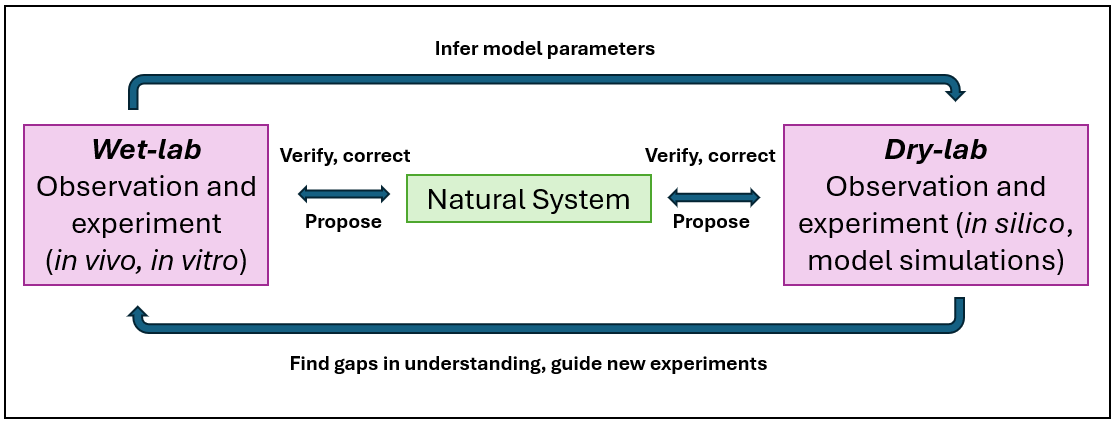 Infer model parameters
Wet-lab
Observation and
experiment
(in vivo, in vitro)
Verify, correct
Propose
Natural System
Verify, correct
Propose
Dry-lab
Observation and
experiment (in silico,
model simulations)
Find gaps in understanding, guide new experiments